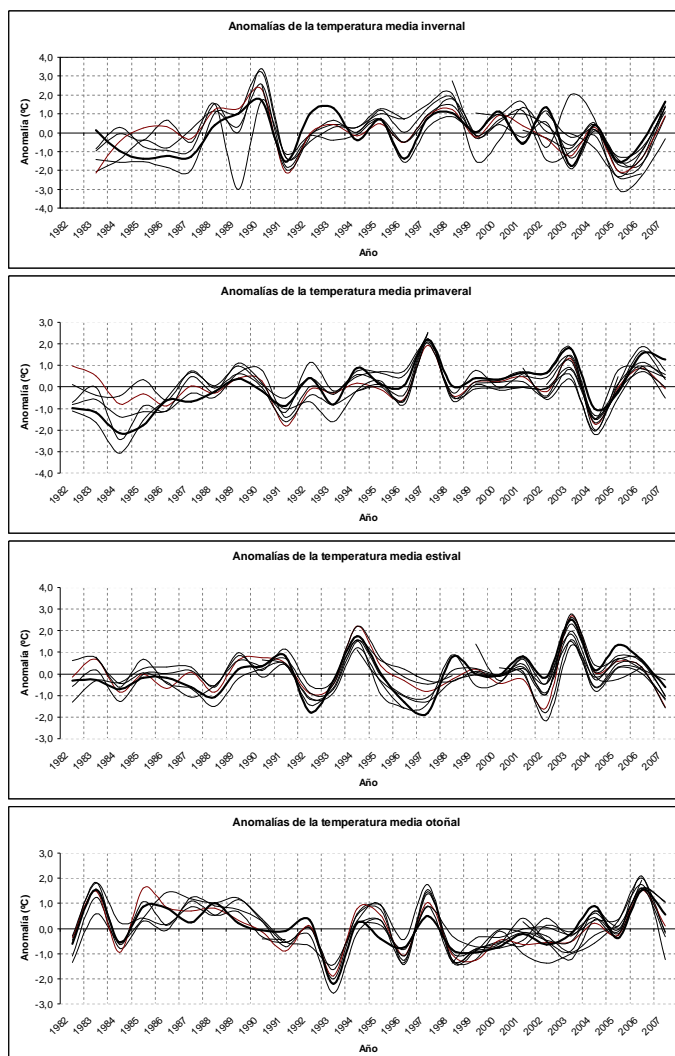 Anomalías de la temperatura media invernal
4,0
3,0
2,0
1,0
0,0
-1,0
-2,0
-3,0
-4,0
Anomalía (ºC)
1982 1983 1984 1985 1986 1987 1988 1989 1990 1991 1992 1993 1994 1995 1996 1997 1998 1999 2000 2001 2002 2003 2004 2005 2006 2007
Año
Anomalías de la temperatura media primaveral
3,0
2,0
1,0
0,0
-1,0
-2,0
-3,0
-4,0
Anomalía (ºC)
1982 1983 1984 1985 1986 1987 1988 1989 1990 1991 1992 1993 1994 1995 1996 1997 1998 1999 2000 2001 2002 2003 2004 2005 2006 2007
Año
Anomalías de la temperatura media estival
4,0
3,0
2,0
1,0
0,0
-1,0
-2,0
-3,0
Anomalía (ºC)
1982 1983 1984 1985 1986 1987 1988 1989 1990 1991 1992 1993 1994 1995 1996 1997 1998 1999 2000 2001 2002 2003 2004 2005 2006 2007
Año
Anomalías de la temperatura media otoñal
3,0
2,0
1,0
0,0
-1,0
-2,0
-3,0
Anomalía (ºC)
1982 1983 1984 1985 1986 1987 1988 1989 1990 1991 1992 1993 1994 1995 1996 1997 1998 1999 2000 2001 2002 2003 2004 2005 2006 2007
Año